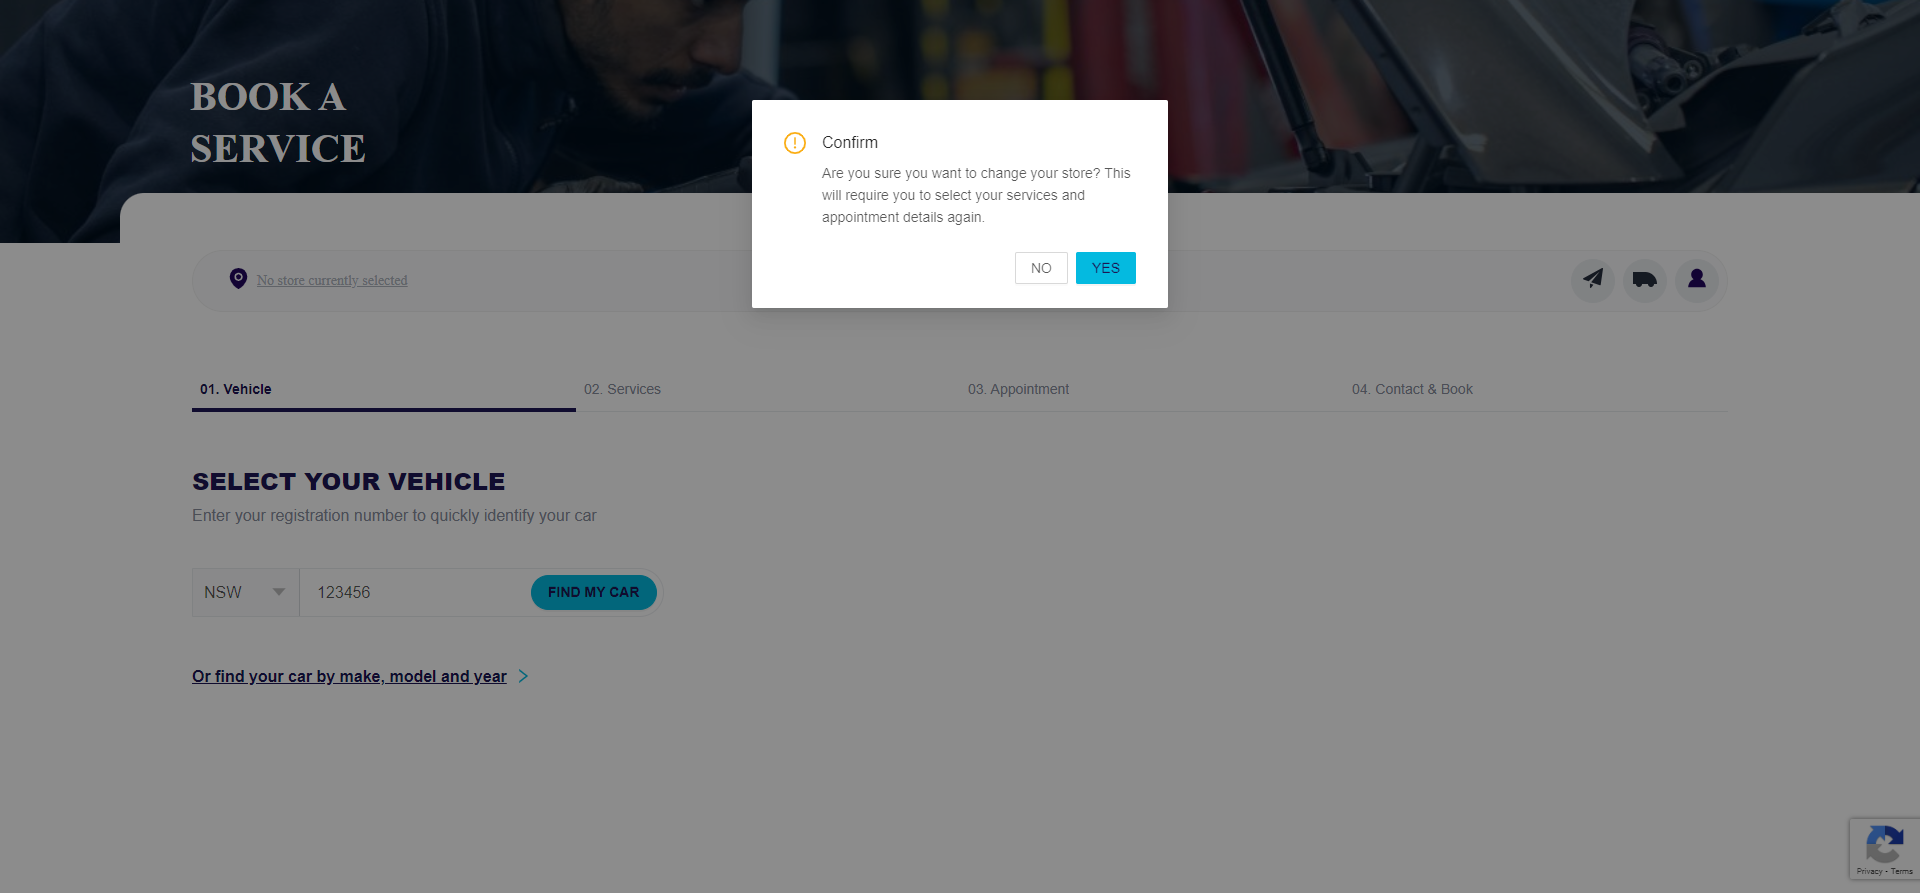 BOOK A
SERVICE
Confirm
Are you sure you want to change your store? This
will require you to select your services and
appointment details again.
NO
YES
No store currently selected
01. Vehicle
02. Services
03. Appointment
04. Contact & Book
SELECT YOUR VEHICLE
Enter your registration number to quickly identify your car
NSW
123456
FIND MY CAR
Or find your car by make, model and year
Privacy - Terms